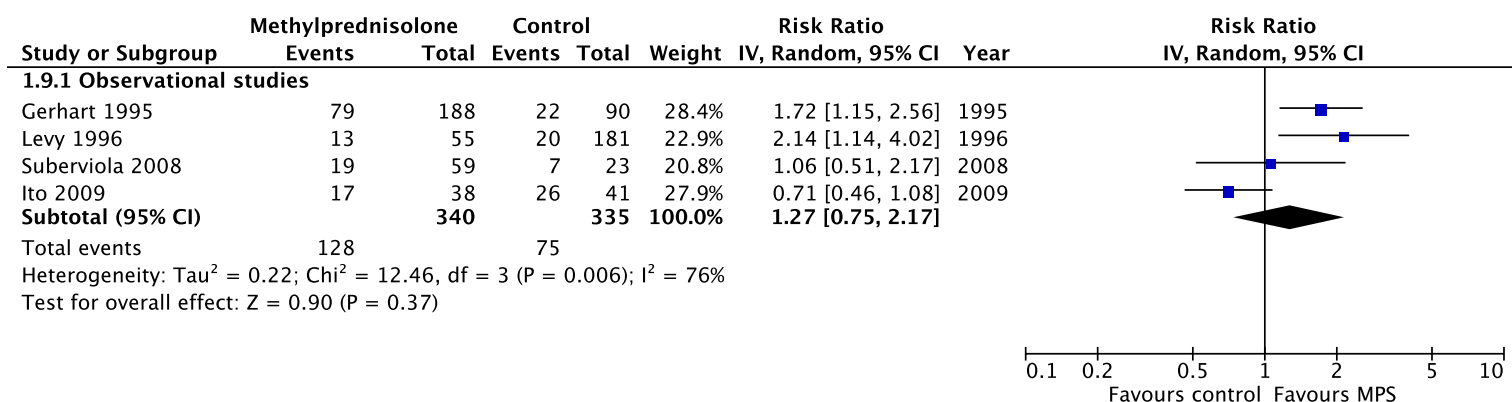 Methylprednisolone Control Risk Ratio Risk Ratio
Study or Subgroup Events Total Events Total Weight IV, Random, 95% CI Year IV, Random, 95% CI
1.9.1 Observational studies
Gerhart 1995 79 188 22 90 28.4% 1.72 [1.15, 2.56] 1995
Levy 1996 13 55 20 181 22.9% 2.14 [1.14, 4.02] 1996
Suberviola 2008 19 59 7 23 20.8% 1.06 [0.51, 2.17] 2008
Ito 2009 17 38 26 41 27.9% 0.71 [0.46, 1.08] 2009
Subtotal (95% CI) 340 335 100.0% 1.27 [0.75, 2.17]
Total events 128 75
Heterogeneity: Tau² = 0.22; Chi² = 12.46, df = 3 (P = 0.006); I² = 76%
Test for overall effect: Z = 0.90 (P = 0.37)
0.1 0.2 0.5 1 2 5 10
Favours control Favours MPS